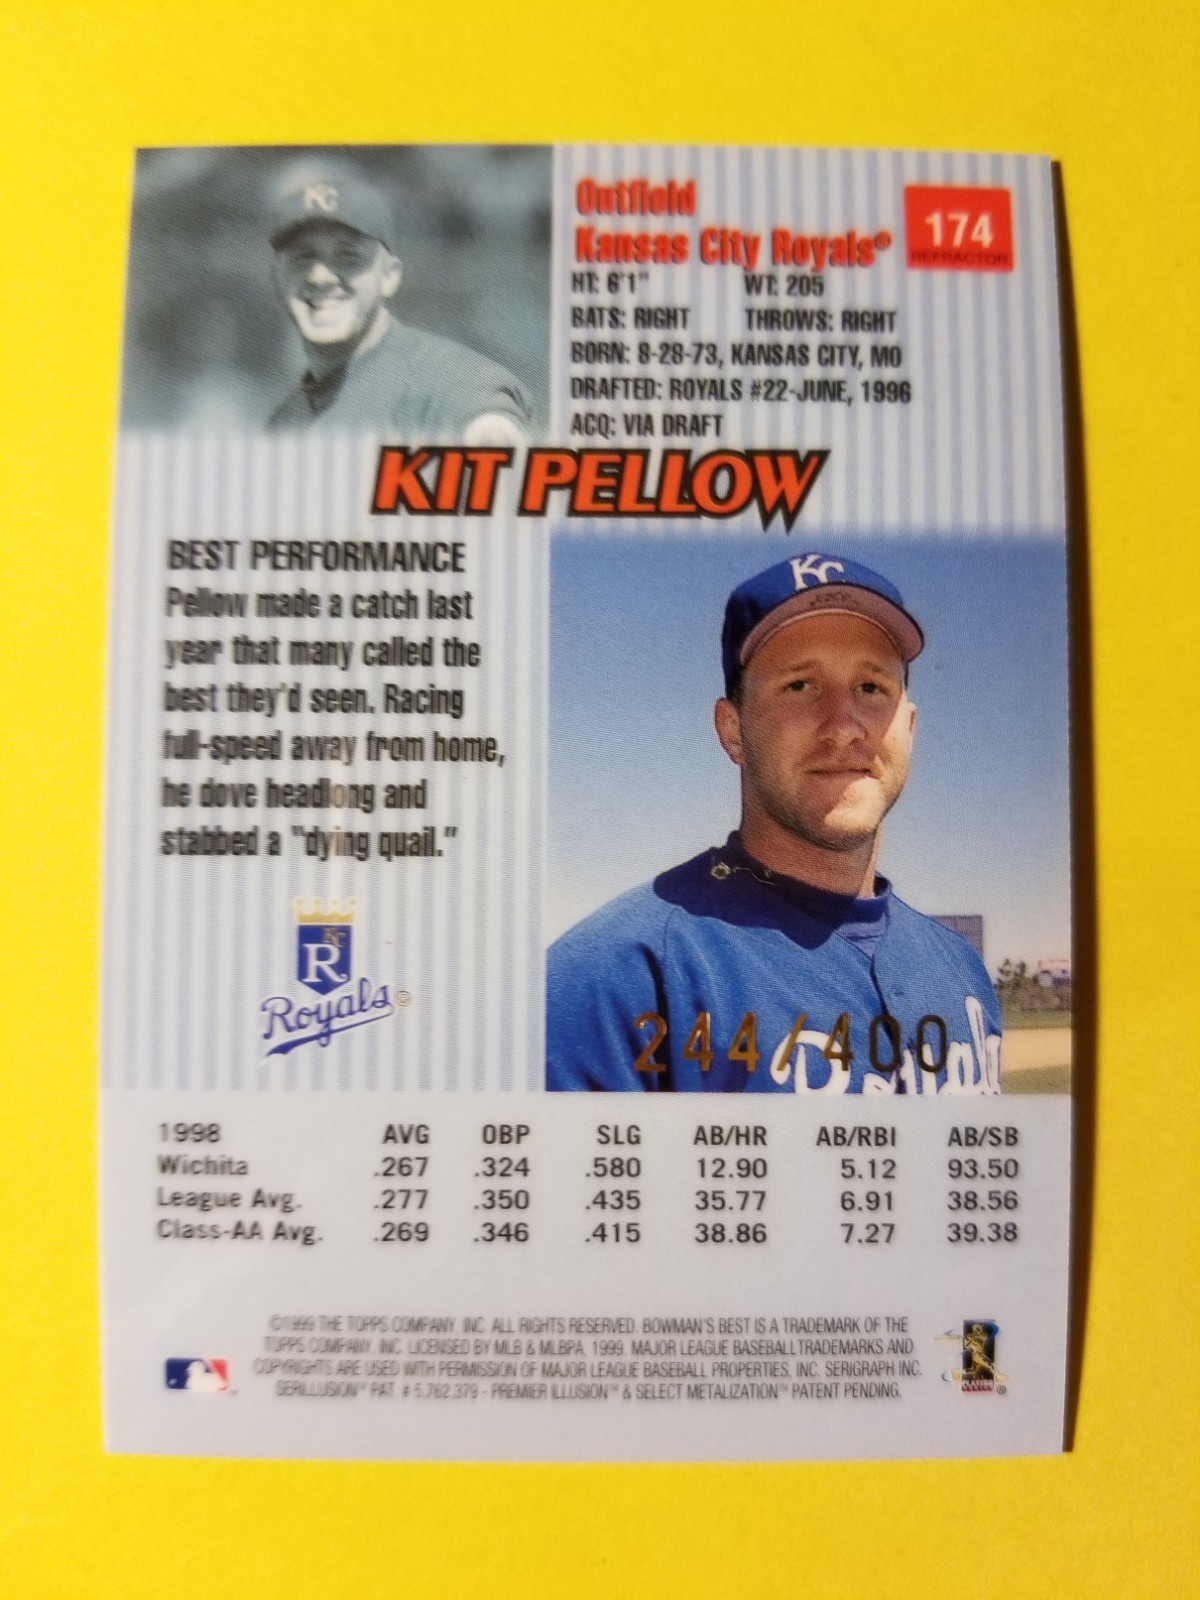 KC
Outfield
Kansas City Royals®
174
REFRACTOR
HT: 6'1" WT: 205
BATS: RIGHT THROWS: RIGHT
BORN: 8-28-73, KANSAS CITY, MO
DRAFTED: ROYALS #22-JUNE, 1996
ACQ: VIA DRAFT
KIT PELLOW
BEST PERFORMANCE
Pellow made a catch last
year that many called the
best they'd seen. Racing
full-speed away from home,
he dove headlong and
stabbed a "dying quail."
KC
KC
R
Royals©
Royals
244/400
1998 AVG OBP SLG AB/HR AB/RBI AB/SB
Wichita .267 .324 .580 12.90 5.12 93.50
League Avg. .277 .350 .435 35.77 6.91 38.56
Class-AA Avg. .269 .346 .415 38.86 7.27 39.38
©1999 THE TOPPS COMPANY, INC. ALL RIGHTS RESERVED. BOWMAN'S BEST IS A TRADEMARK OF THE
TOPPS COMPANY, INC. LICENSED BY MLB & MLBPA, 1999. MAJOR LEAGUE BASEBALL TRADEMARKS AND
COPYRIGHTS ARE USED WITH PERMISSION OF MAJOR LEAGUE BASEBALL PROPERTIES, INC. SERIGRAPH INC.
SERILLUSION™ PAT. # 5,762,379 - PREMIER ILLUSION™ & SELECT METALIZATION™ PATENT PENDING.
PLAYERS